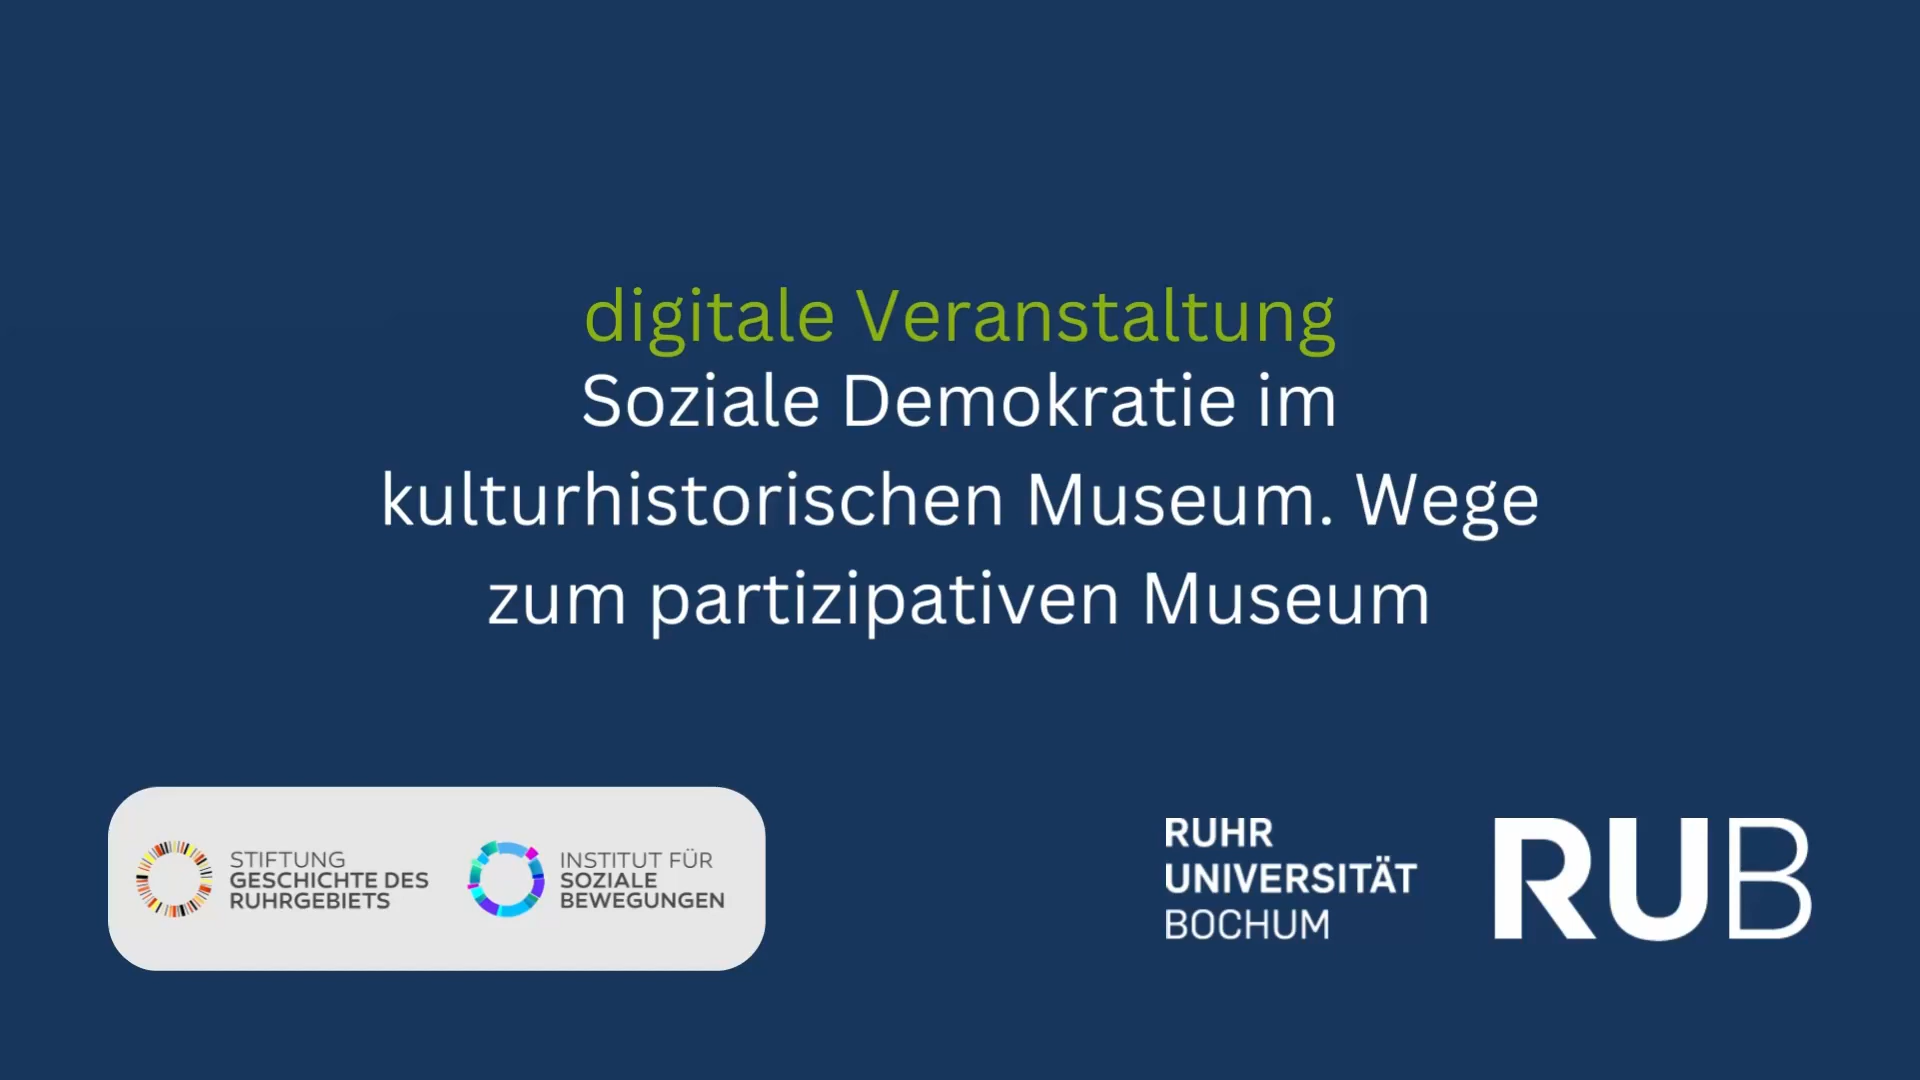 digitale Veranstaltung
Soziale Demokratie im
kulturhistorischen Museum. Wege
zum partizipativen Museum
STIFTUNG
GESCHICHTE DES
RUHRGEBIETS
INSTITUT FÜR
SOZIALE
BEWEGUNGEN
RUHR
UNIVERSITÄT
BOCHUM
RUB